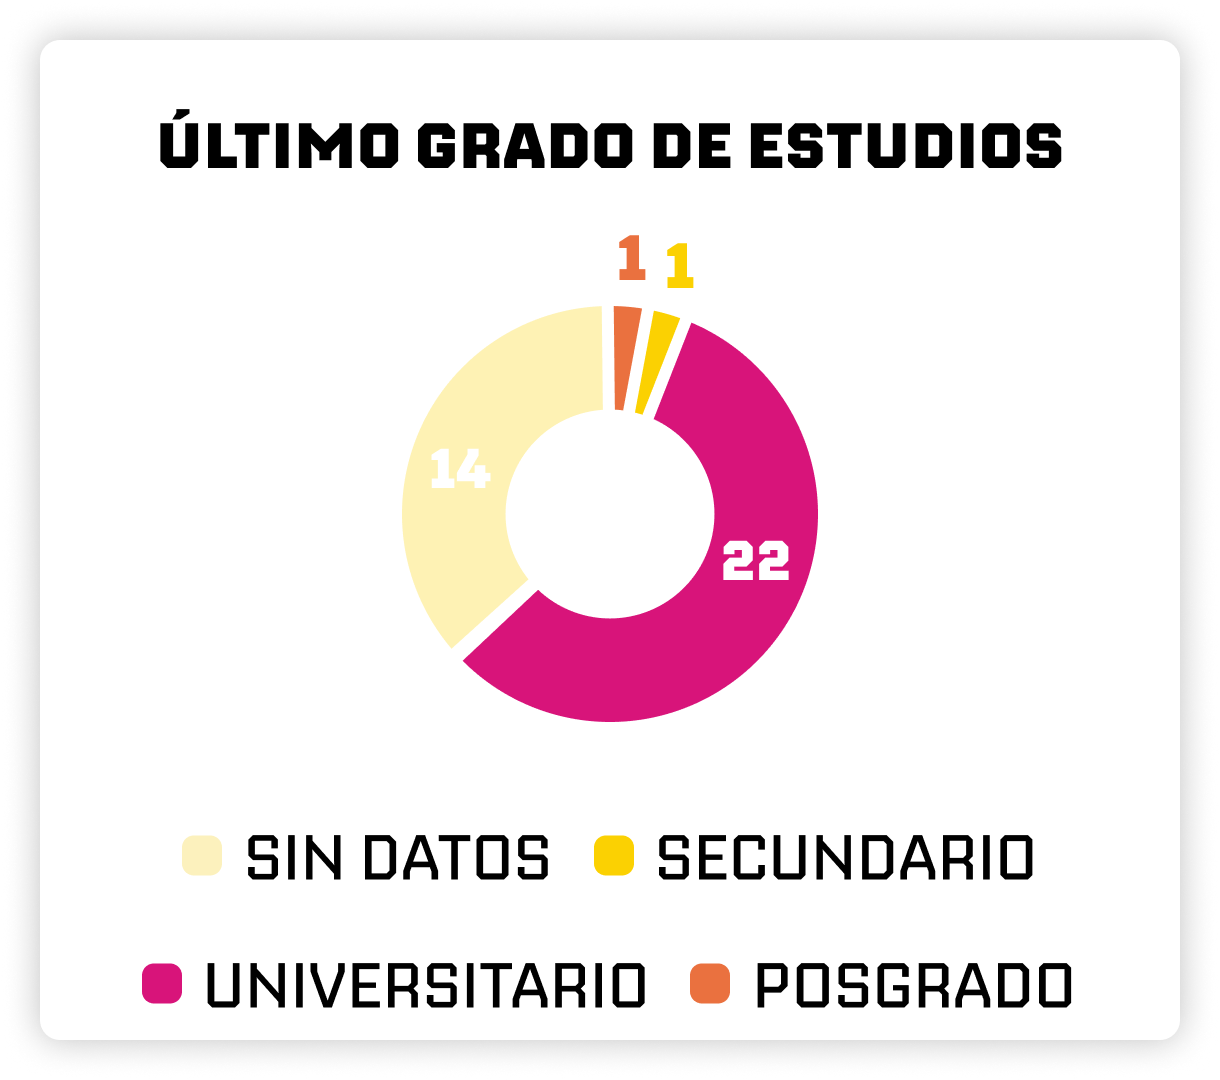 ÚLTIMO GRADO DE ESTUDIOS
1 1
14
22
SIN DATOS SECUNDARIO
UNIVERSITARIO POSGRADO